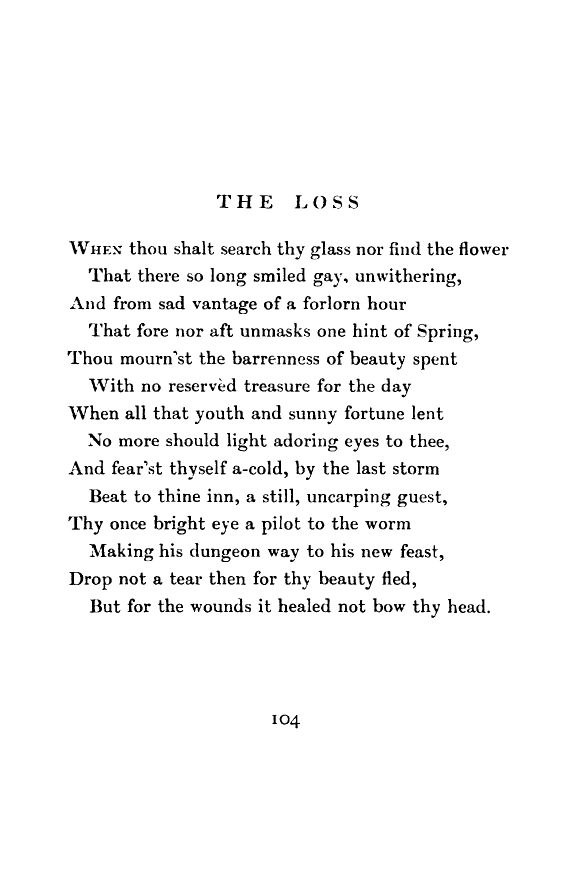 THE LOSS
WHEN thou shalt search thy glass nor find the flower
That there so long smiled gay, unwithering,
And from sad vantage of a forlorn hour
That fore nor aft unmasks one hint of Spring,
Thou mourn'st the barrenness of beauty spent
With no reservèd treasure for the day
When all that youth and sunny fortune lent
No more should light adoring eyes to thee,
And fear'st thyself a-cold, by the last storm
Beat to thine inn, a still, uncarping guest,
Thy once bright eye a pilot to the worm
Making his dungeon way to his new feast,
Drop not a tear then for thy beauty fled,
But for the wounds it healed not bow thy head.
104